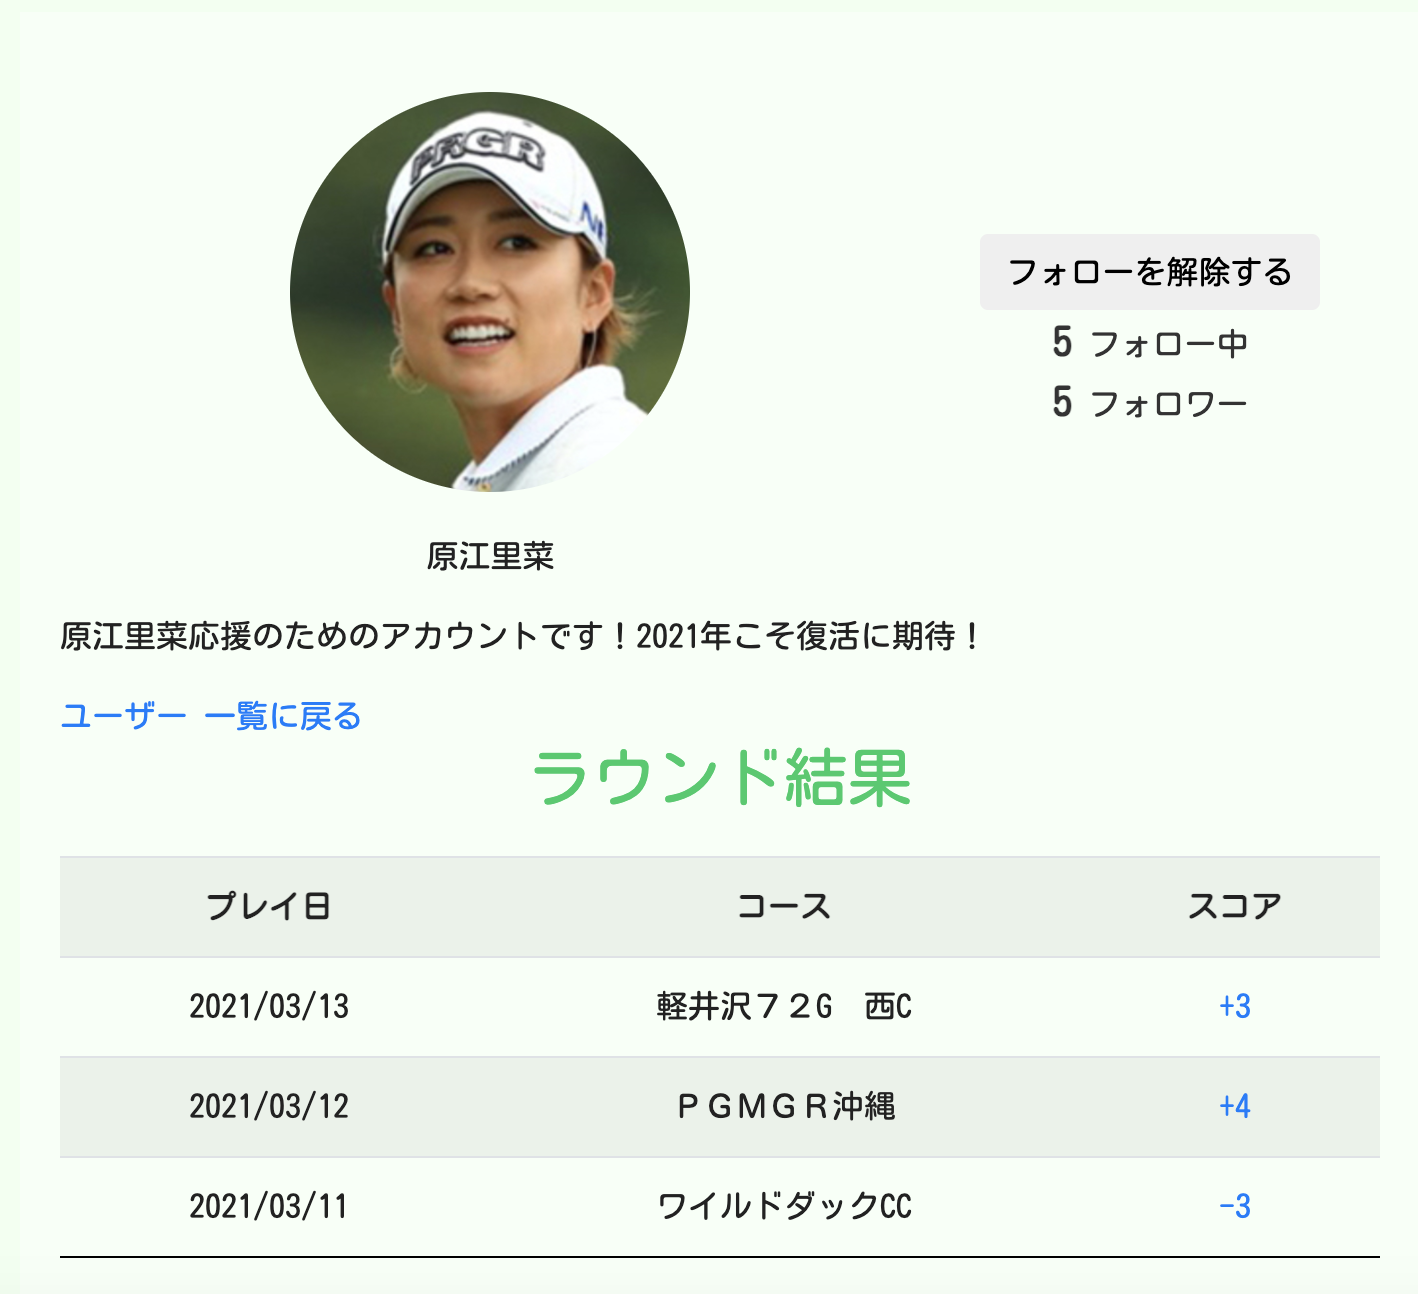 PRGR
フォローを解除する
5 フォロー中
5 フォロワー
原江里菜
原江里菜応援のためのアカウントです！2021年こそ復活に期待！
ユーザー 一覧に戻る
ラウンド結果
プレイ日 コース スコア
2021/03/13 軽井沢７２G　西C +3
2021/03/12 ＰＧＭＧＲ沖縄 +4
2021/03/11 ワイルドダックCC -3